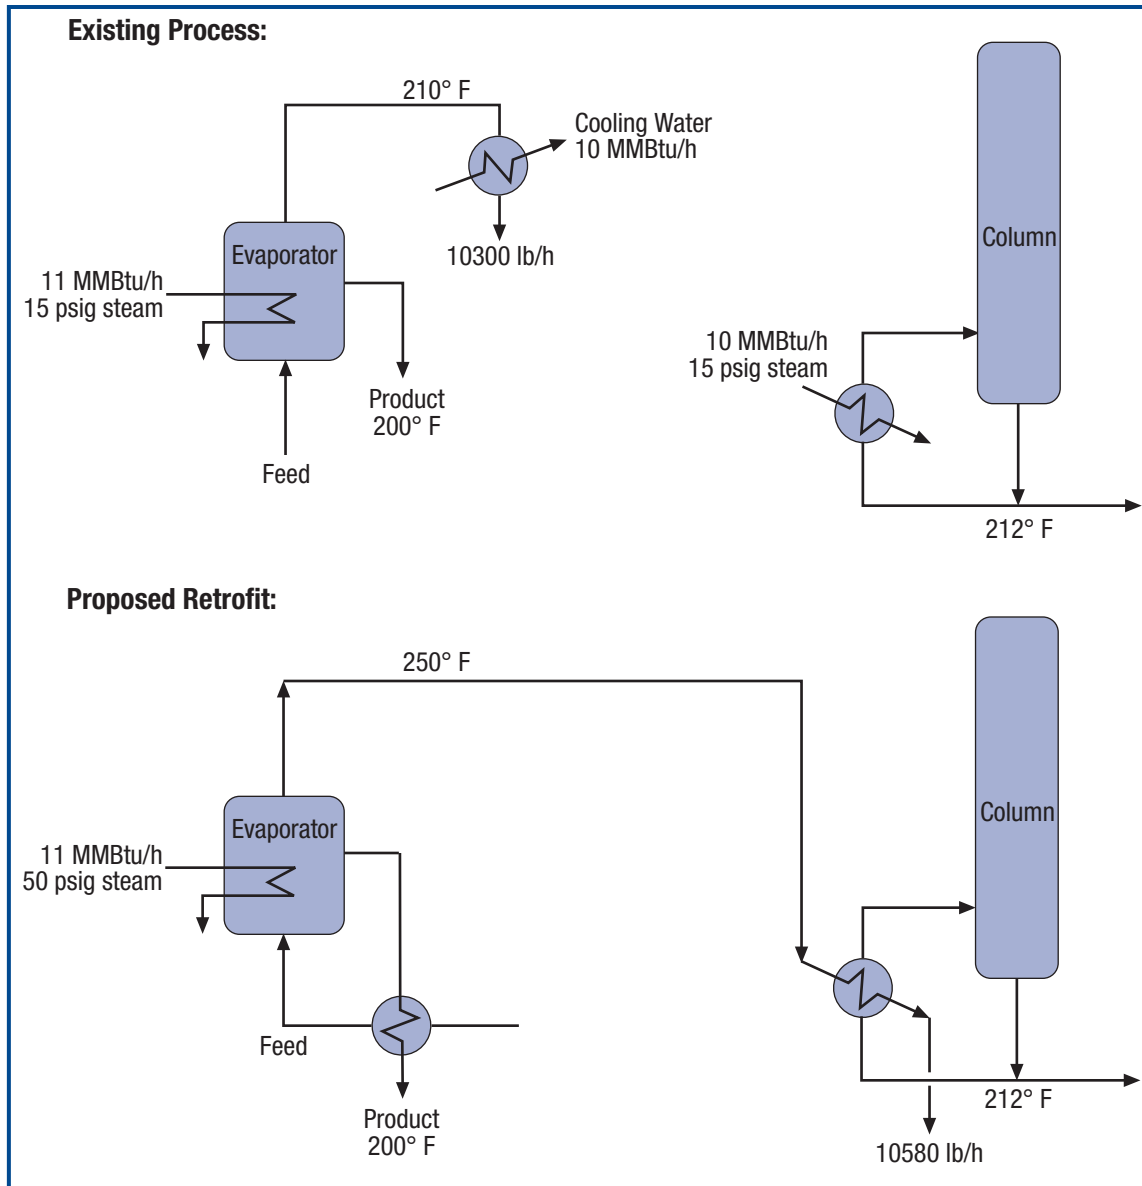 Existing Process:
210° F
Cooling Water
10 MMBtu/h
Evaporator
10300 lb/h
Column
11 MMBtu/h
15 psig steam
10 MMBtu/h
15 psig steam
Product
200° F
Feed
212° F
Proposed Retrofit:
250° F
Evaporator
Column
11 MMBtu/h
50 psig steam
Feed
Product
200° F
212° F
10580 lb/h